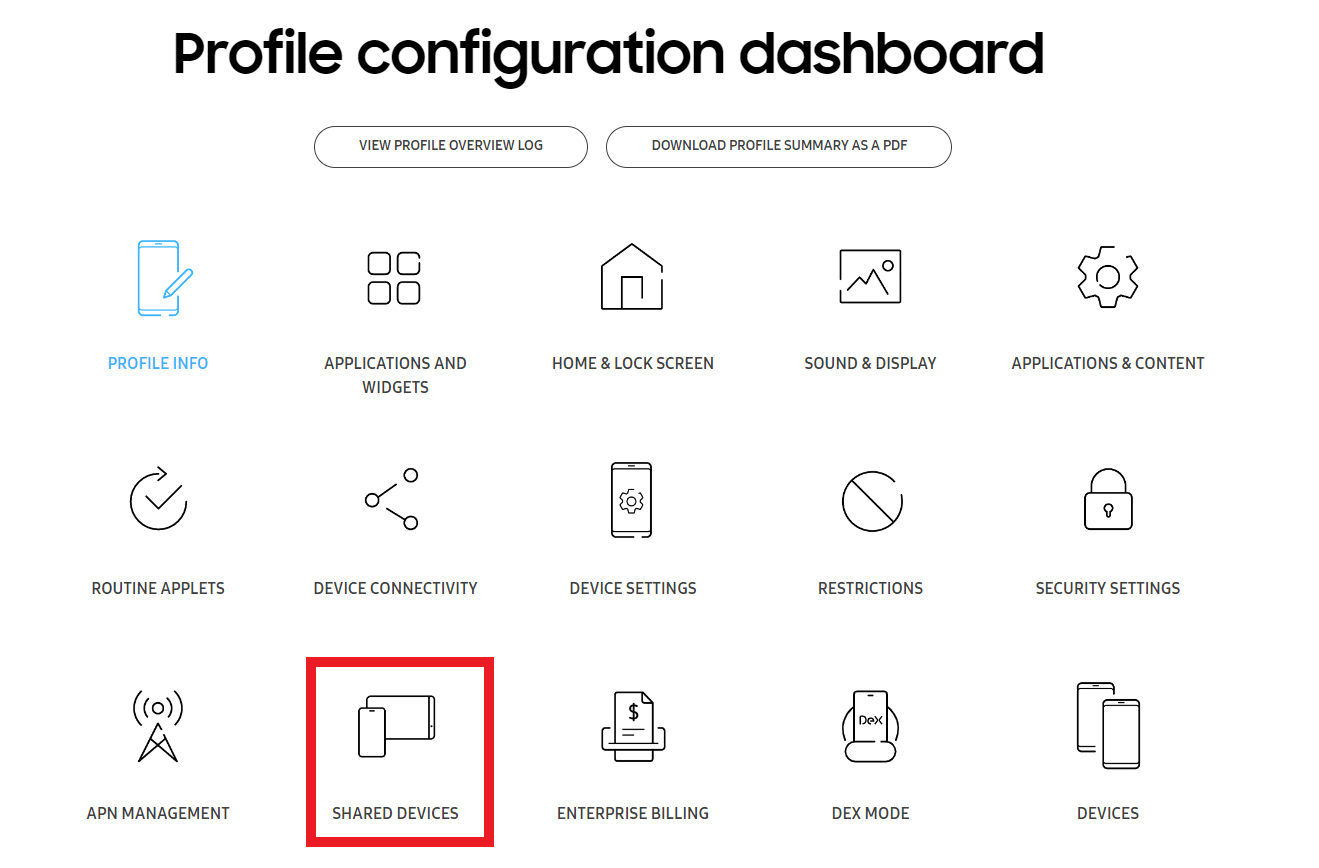 Profile configuration dashboard
VIEW PROFILE OVERVIEW LOG
DOWNLOAD PROFILE SUMMARY AS A PDF
PROFILE INFO
APPLICATIONS AND
WIDGETS
HOME & LOCK SCREEN
SOUND & DISPLAY
APPLICATIONS & CONTENT
ROUTINE APPLETS
DEVICE CONNECTIVITY
DEVICE SETTINGS
RESTRICTIONS
SECURITY SETTINGS
$
DeX
APN MANAGEMENT
SHARED DEVICES
ENTERPRISE BILLING
DEX MODE
DEVICES